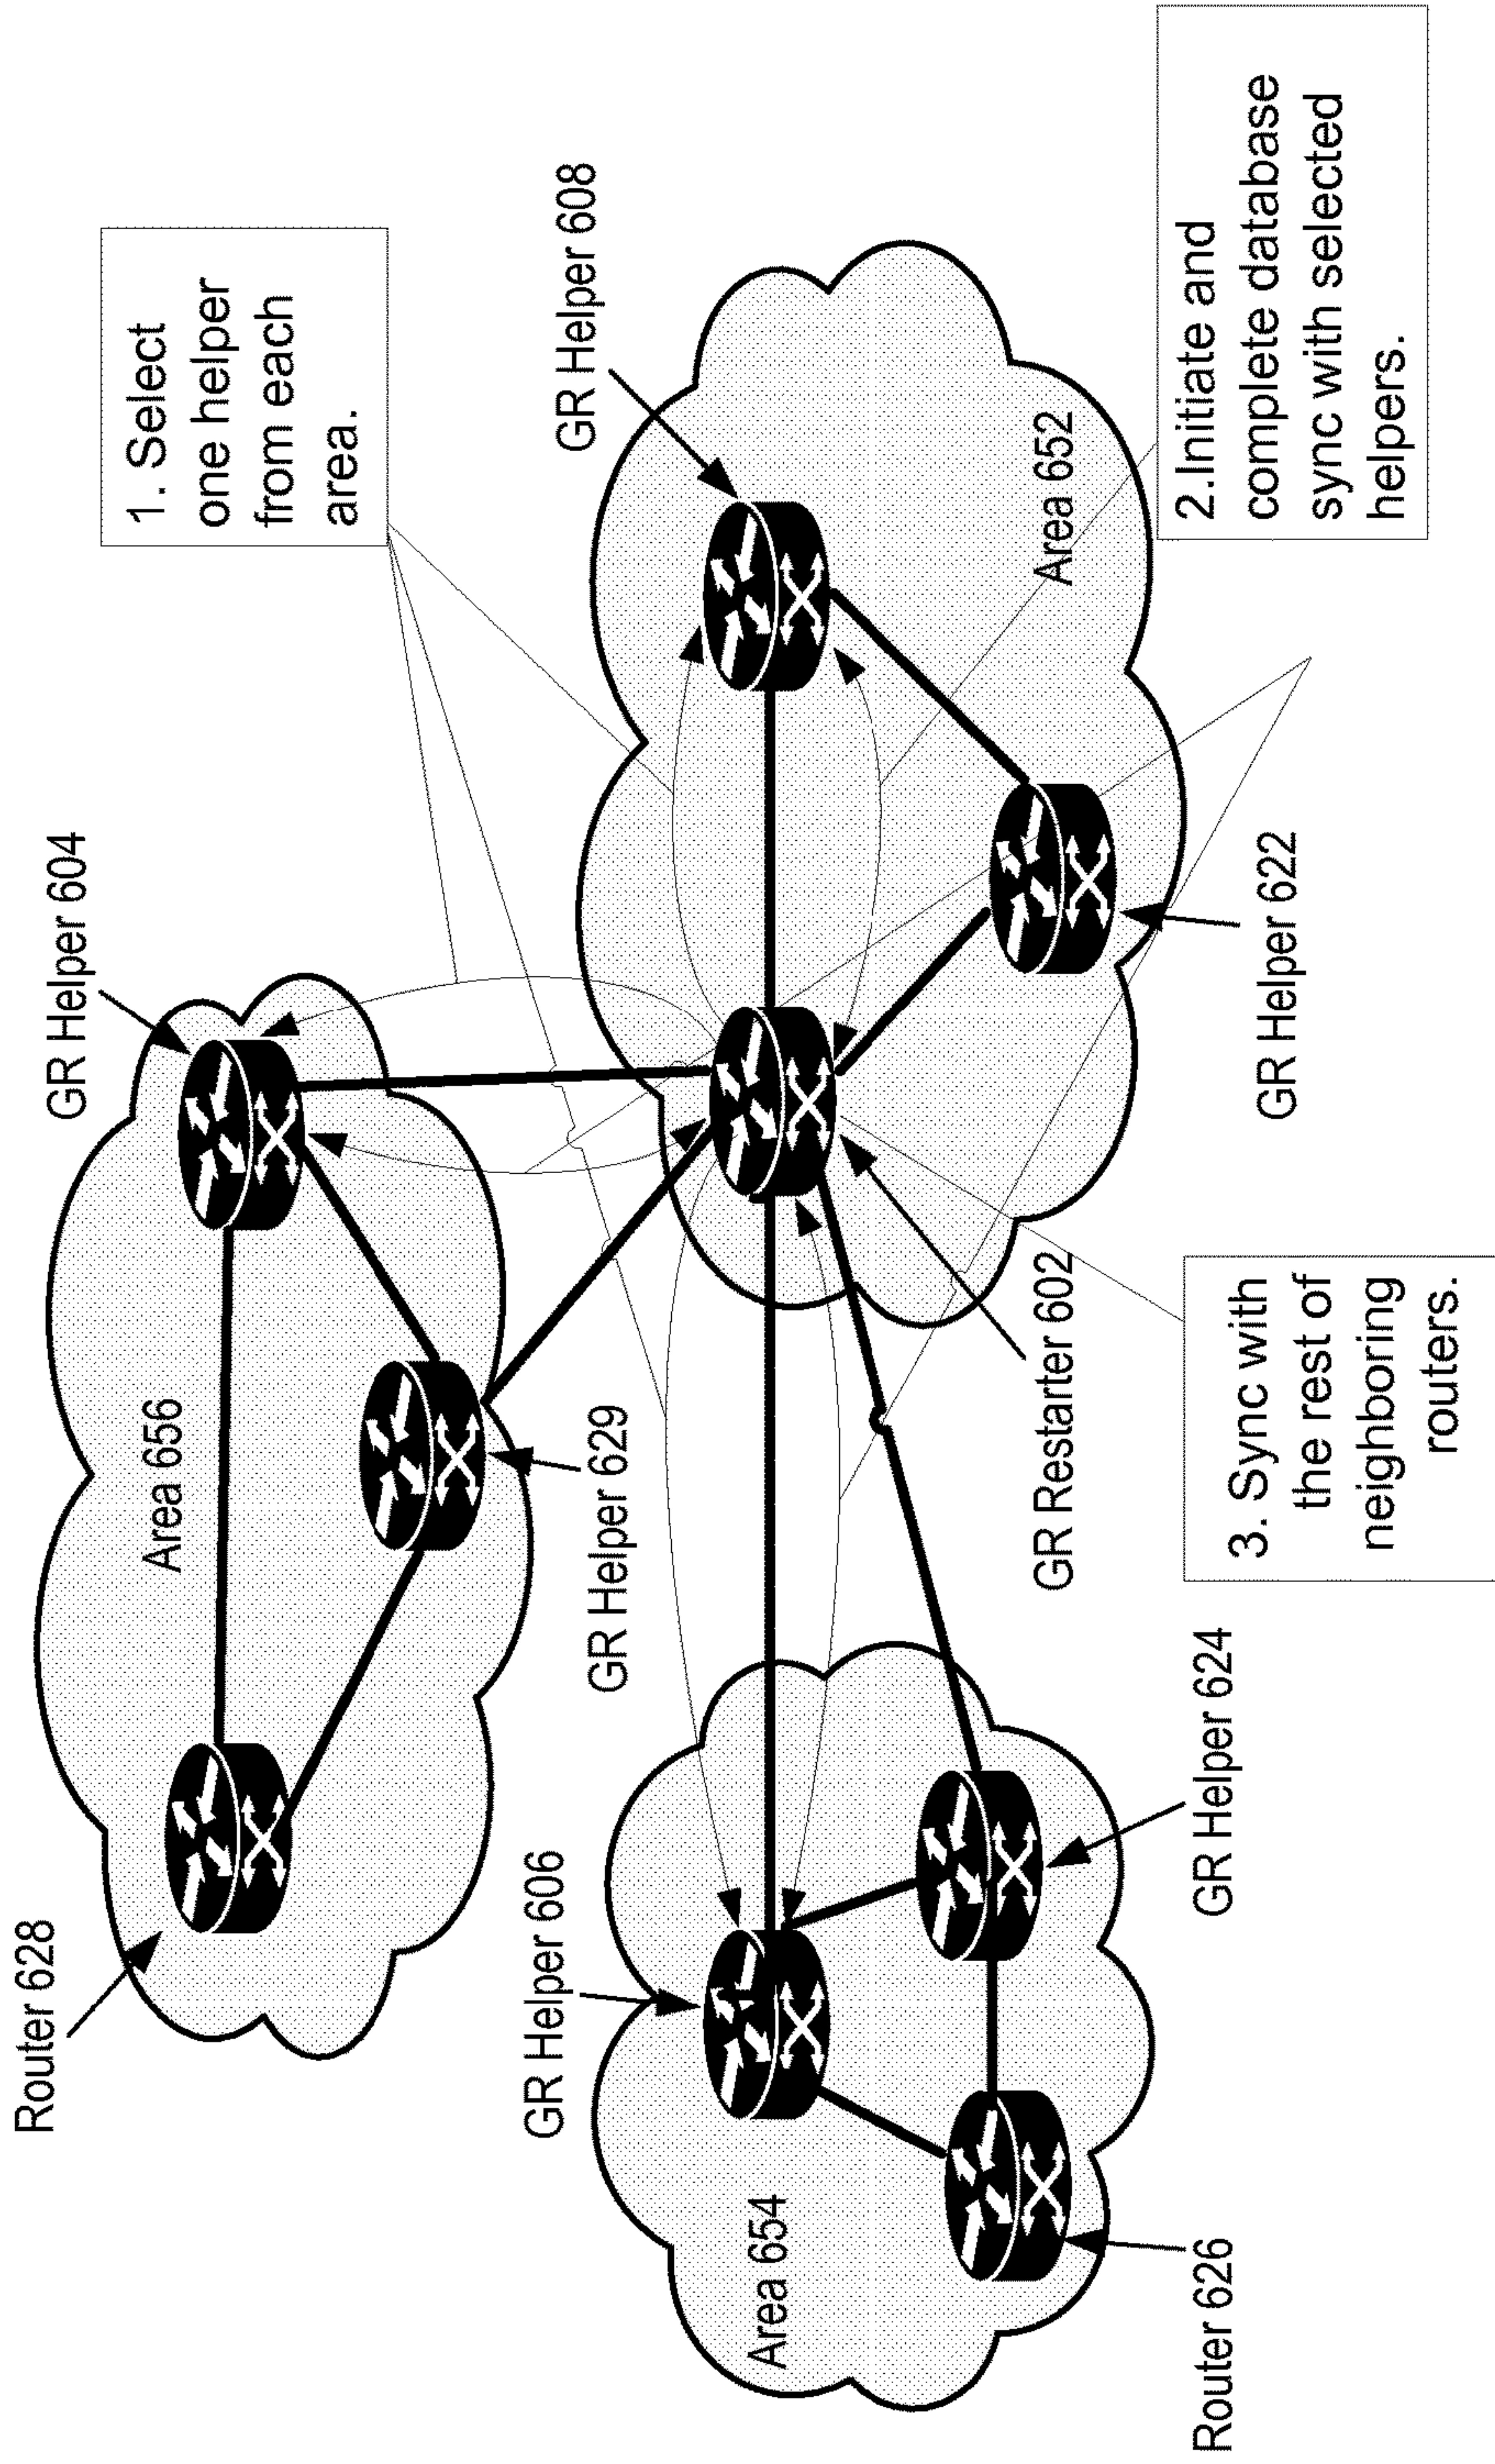 Router 628
Area 656
GR Helper 604
1. Select
one helper
from each
area.
GR Helper 629
GR Helper 606
GR Helper 608
Area 654
Area 652
GR Restarter 602
Router 626
GR Helper 624
GR Helper 622
3. Sync with
the rest of
neighboring
routers.
2.Initiate and
complete database
sync with selected
helpers.